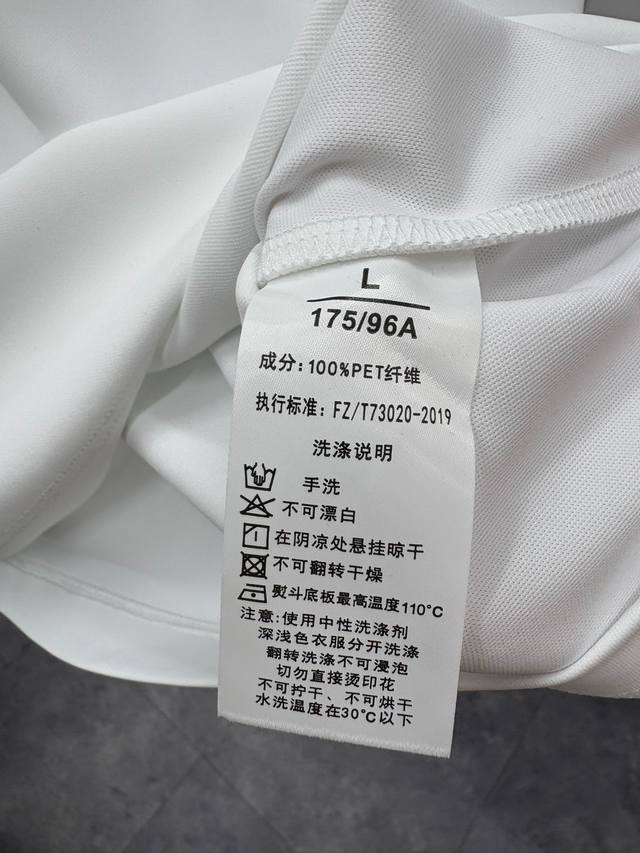 L
175/96A
成分:100%PET纤维
执行标准: FZ/T73020-2019
洗涤说明
手洗
不可漂白
在阴凉处悬挂晾干
不可翻转干燥
熨斗底板最高温度110°C
注意:使用中性洗涤剂
深浅色衣服分开洗涤
翻转洗涤不可浸泡
切勿直接烫印花
不可拧干、不可烘干
水洗温度在30℃以下